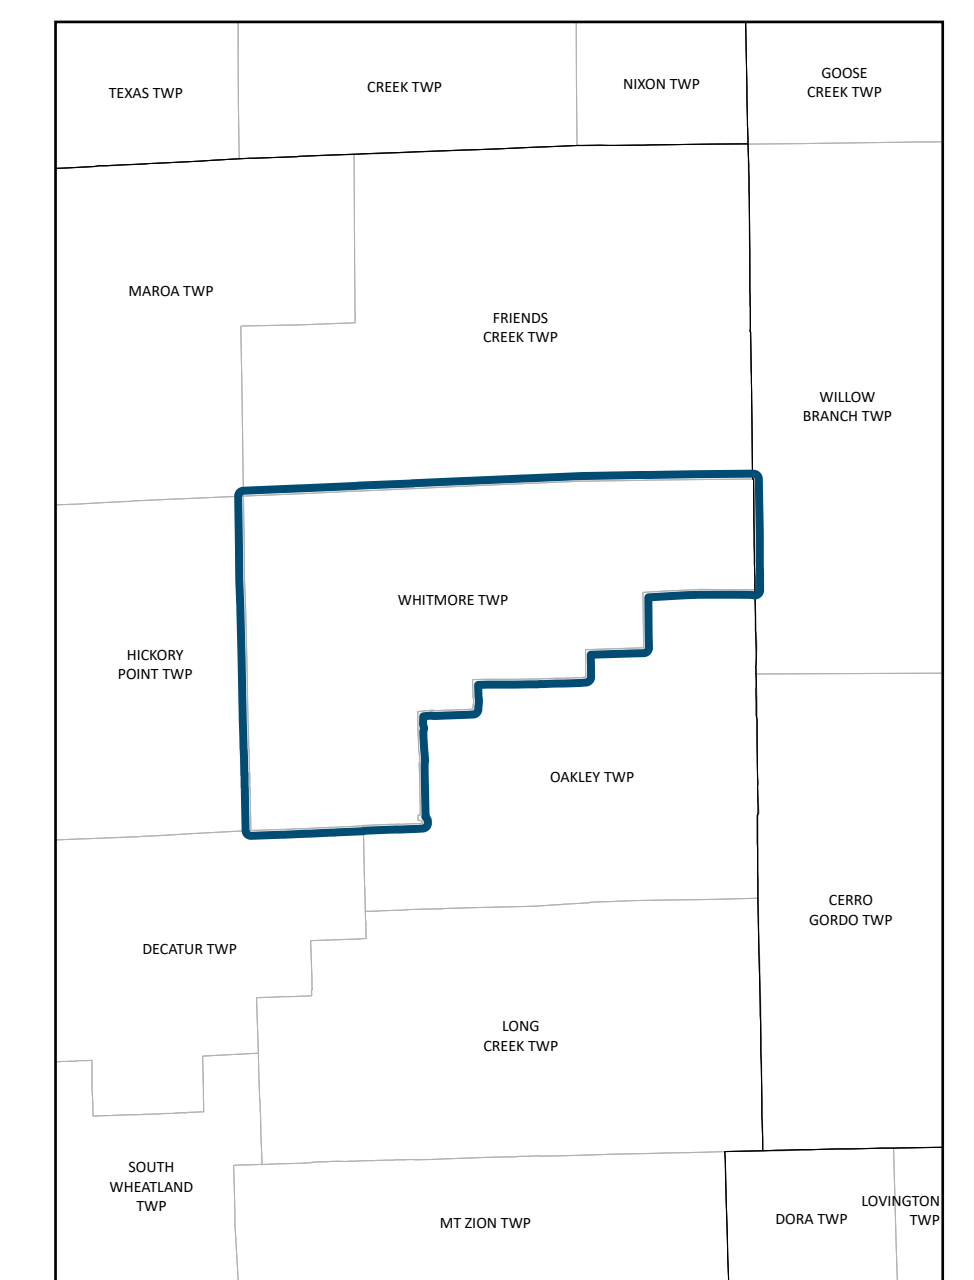 TEXAS TWP
CREEK TWP
NIXON TWP
GOOSE
CREEK TWP
MAROA TWP
FRIENDS
CREEK TWP
WILLOW
BRANCH TWP
WHITMORE TWP
HICKORY
POINT TWP
OAKLEY TWP
CERRO
GORDO TWP
DECATUR TWP
LONG
CREEK TWP
SOUTH
WHEATLAND
TWP
MT ZION TWP
DORA TWP
LOVINGTON
TWP